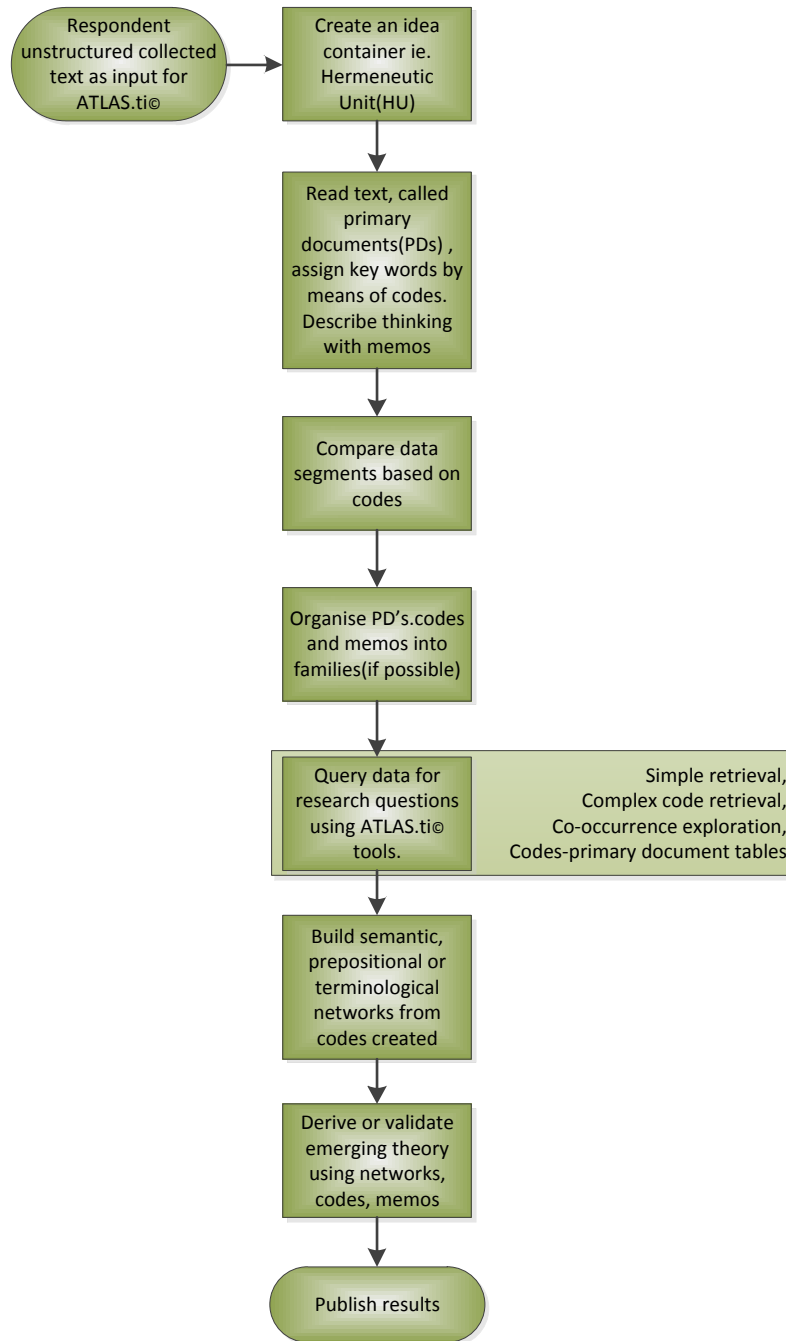 Respondent
unstructured collected
text as input for
ATLAS.ti©
Create an idea
container ie.
Hermeneutic
Unit(HU)
Read text, called
primary
documents(PDs) ,
assign key words by
means of codes.
Describe thinking
with memos
Compare data
segments based on
codes
Organise PD’s.codes
and memos into
families(if possible)
Query data for
research questions
using ATLAS.ti©
tools.
Simple retrieval,
Complex code retrieval,
Co-occurrence exploration,
Codes-primary document tables
Build semantic,
prepositional or
terminological
networks from
codes created
Derive or validate
emerging theory
using networks,
codes, memos
Publish results